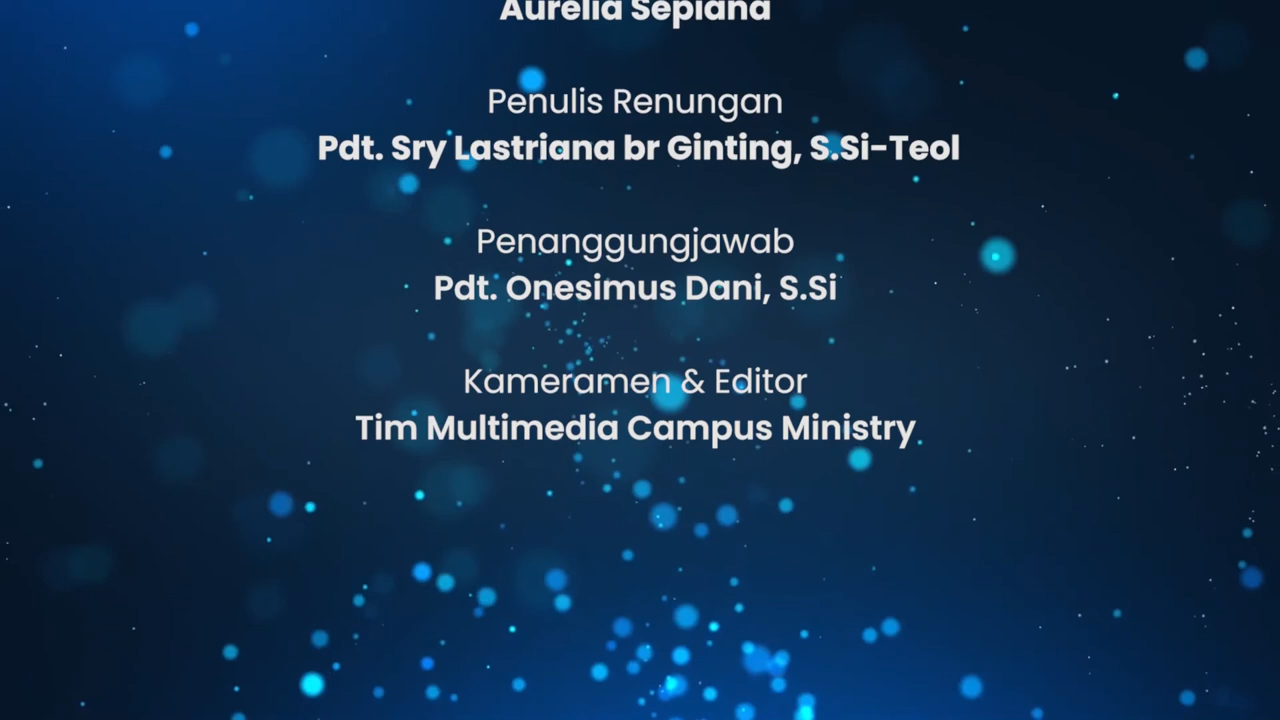 Aurelia Sepiana
Penulis Renungan
Pdt. Sry Lastriana br Ginting, S.Si-Teol
Penanggungjawab
Pdt. Onesimus Dani, S.Si
Kameramen & Editor
Tim Multimedia Campus Ministry